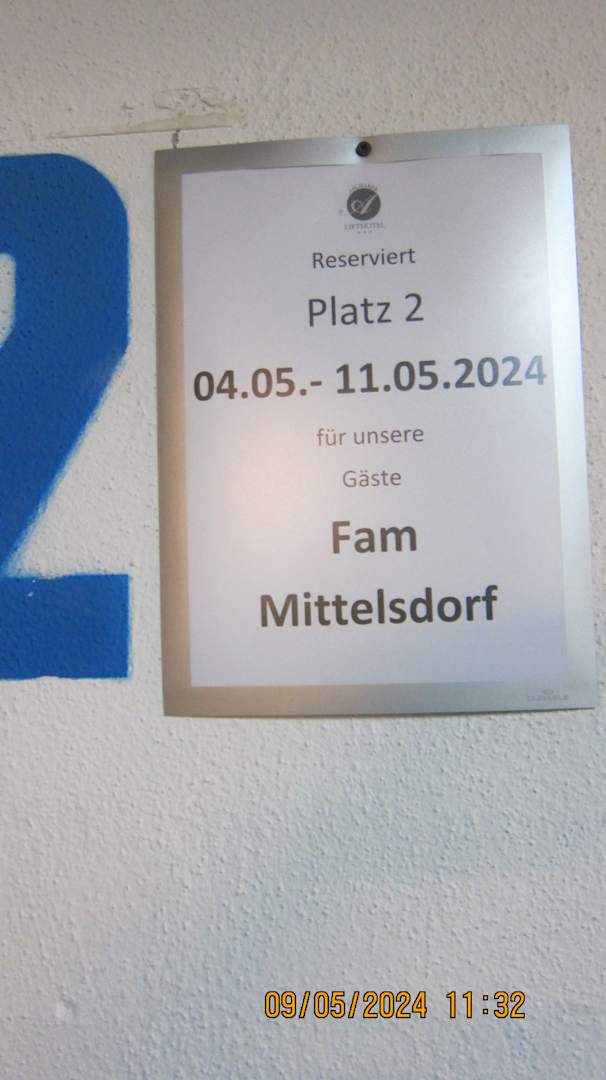 2
A
LIFTHOTEL
Reserviert
Platz 2
04.05.- 11.05.2024
für unsere
Gäste
Fam
Mittelsdorf
09/05/2024 11:32